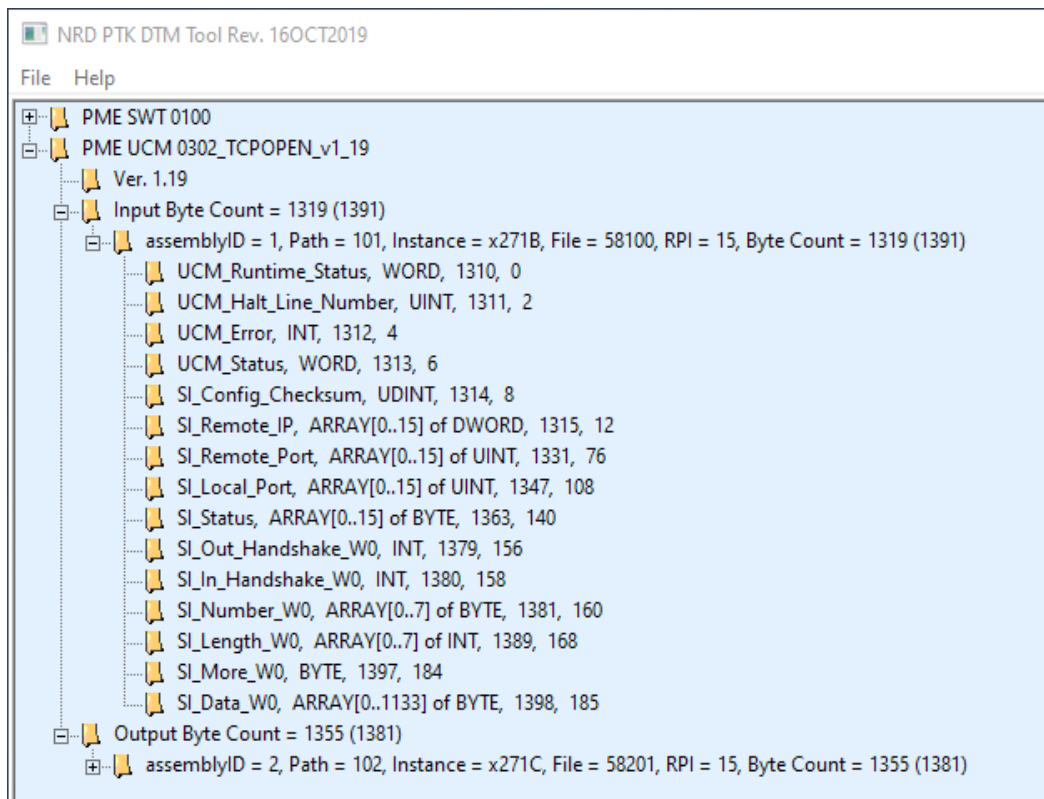 NRD PTK DTM Tool Rev. 16OCT2019
File Help
PME SWT 0100
PME UCM 0302_TCPOPEN_v1_19
Ver. 1.19
Input Byte Count = 1319 (1391)
assemblyID = 1, Path = 101, Instance = x271B, File = 58100, RPI = 15, Byte Count = 1319 (1391)
UCM_Runtime_Status, WORD, 1310, 0
UCM_Halt_Line_Number, UINT, 1311, 2
UCM_Error, INT, 1312, 4
UCM_Status, WORD, 1313, 6
SI_Config_Checksum, UDINT, 1314, 8
SI_Remote_IP, ARRAY[0..15] of DWORD, 1315, 12
SI_Remote_Port, ARRAY[0..15] of UINT, 1331, 76
SI_Local_Port, ARRAY[0..15] of UINT, 1347, 108
SI_Status, ARRAY[0..15] of BYTE, 1363, 140
SI_Out_Handshake_W0, INT, 1379, 156
SI_In_Handshake_W0, INT, 1380, 158
SI_Number_W0, ARRAY[0..7] of BYTE, 1381, 160
SI_Length_W0, ARRAY[0..7] of INT, 1389, 168
SI_More_W0, BYTE, 1397, 184
SI_Data_W0, ARRAY[0..1133] of BYTE, 1398, 185
Output Byte Count = 1355 (1381)
assemblyID = 2, Path = 102, Instance = x271C, File = 58201, RPI = 15, Byte Count = 1355 (1381)